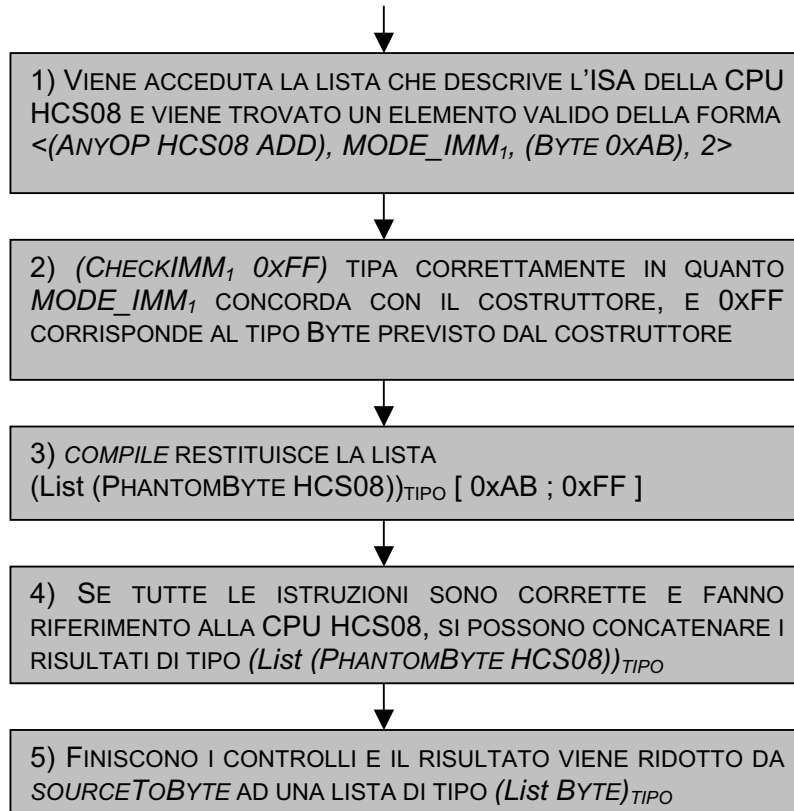 1) VIENE ACCEDUTA LA LISTA CHE DESCRIVE L'ISA DELLA CPU
HCS08 E VIENE TROVATO UN ELEMENTO VALIDO DELLA FORMA
<(ANYOP HCS08 ADD), MODE_IMM₁, (BYTE 0XAB), 2>
2) (CHECKIMM₁ 0XFF) TIPA CORRETTAMENTE IN QUANTO
MODE_IMM₁ CONCORDA CON IL COSTRUTTORE, E 0XFF
CORRISPONDE AL TIPO BYTE PREVISTO DAL COSTRUTTORE
3) COMPILE RESTITUISCE LA LISTA
(List (PHANTOMBYTE HCS08))TIPO [ 0xAB ; 0xFF ]
4) SE TUTTE LE ISTRUZIONI SONO CORRETTE E FANNO
RIFERIMENTO ALLA CPU HCS08, SI POSSONO CONCATENARE I
RISULTATI DI TIPO (List (PHANTOMBYTE HCS08))TIPO
5) FINISCONO I CONTROLLI E IL RISULTATO VIENE RIDOTTO DA
SOURCETOBYTE AD UNA LISTA DI TIPO (List BYTE)TIPO